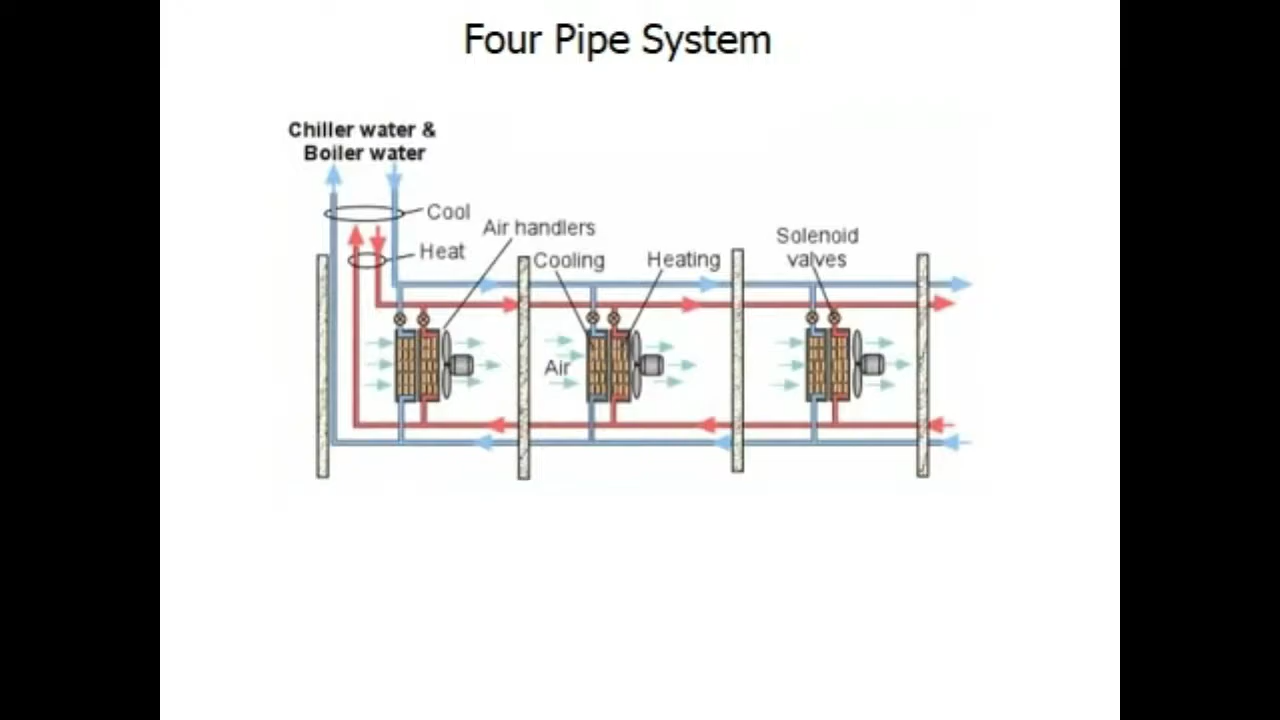 Four Pipe System
Chiller water &
Boiler water
Cool
Heat
Air handlers
Cooling
Heating
Solenoid
valves
Air